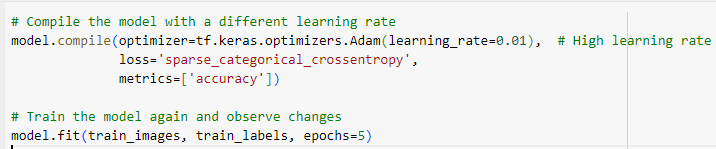 # Compile the model with a different learning rate
model.compile(optimizer=tf.keras.optimizers.Adam(learning_rate=0.01),  # High learning rate
              loss='sparse_categorical_crossentropy',
              metrics=['accuracy'])
# Train the model again and observe changes
model.fit(train_images, train_labels, epochs=5)